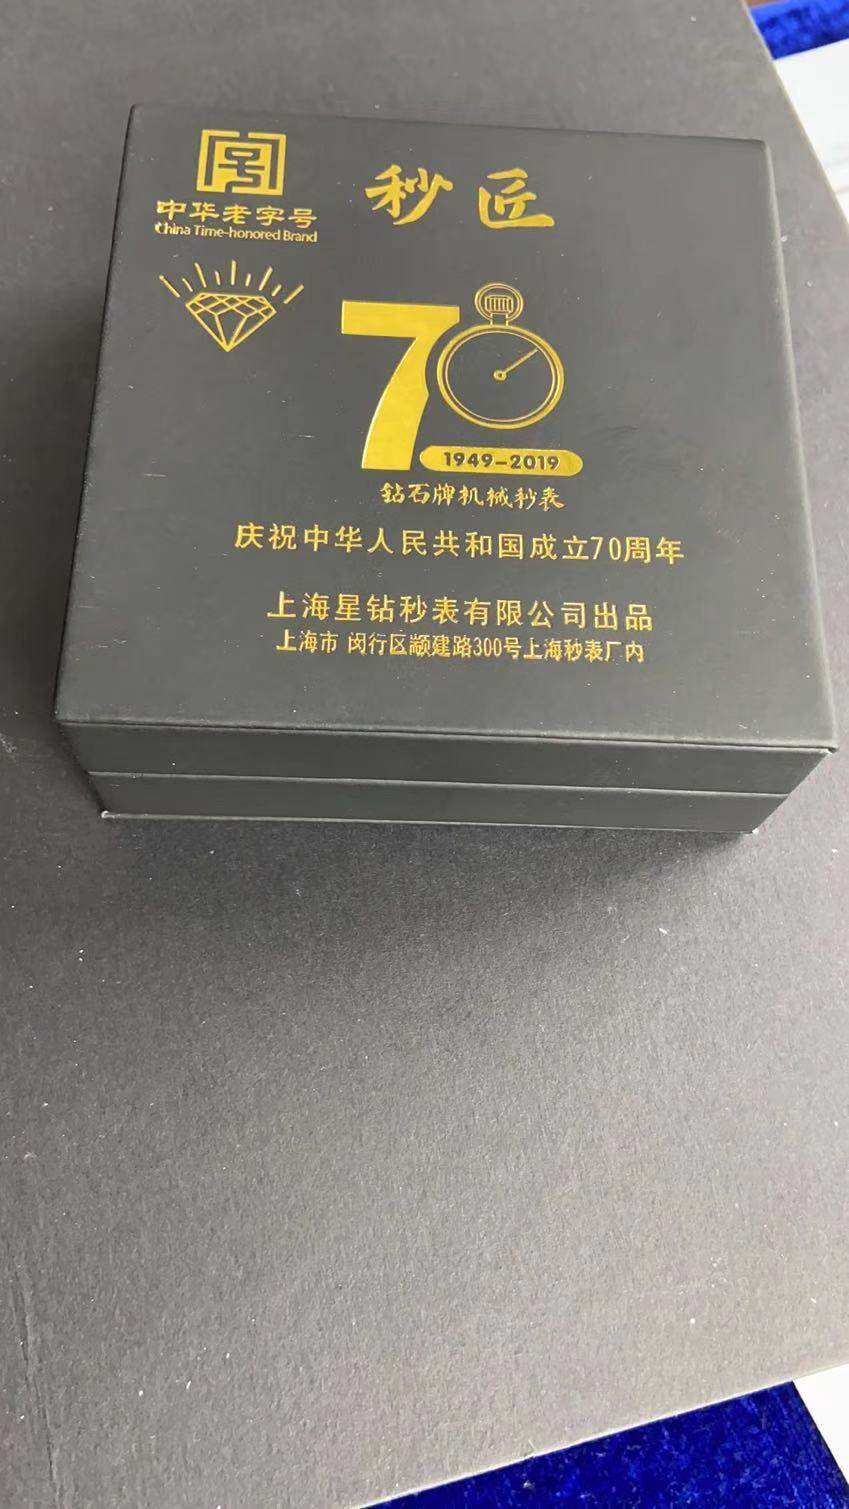 中华老字号
China Time-honored Brand
秒匠
70
1949-2019
钻石牌机械秒表
庆祝中华人民共和国成立70周年
上海星钻秒表有限公司出品
上海市 闵行区颛建路300号上海秒表厂内